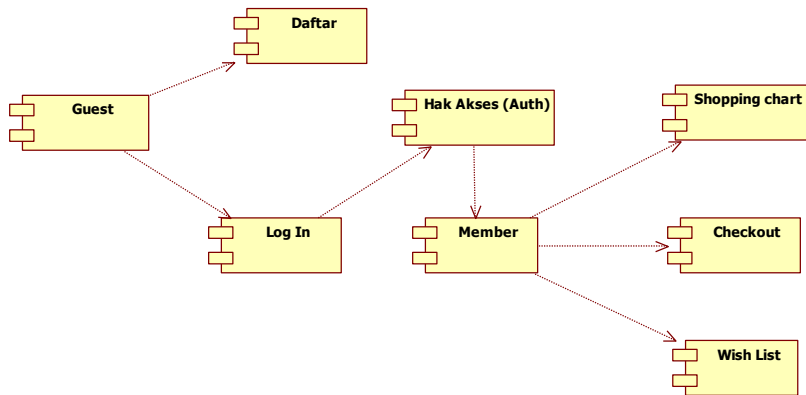 Daftar
Guest
Hak Akses (Auth)
Shopping chart
Log In
Member
Checkout
Wish List